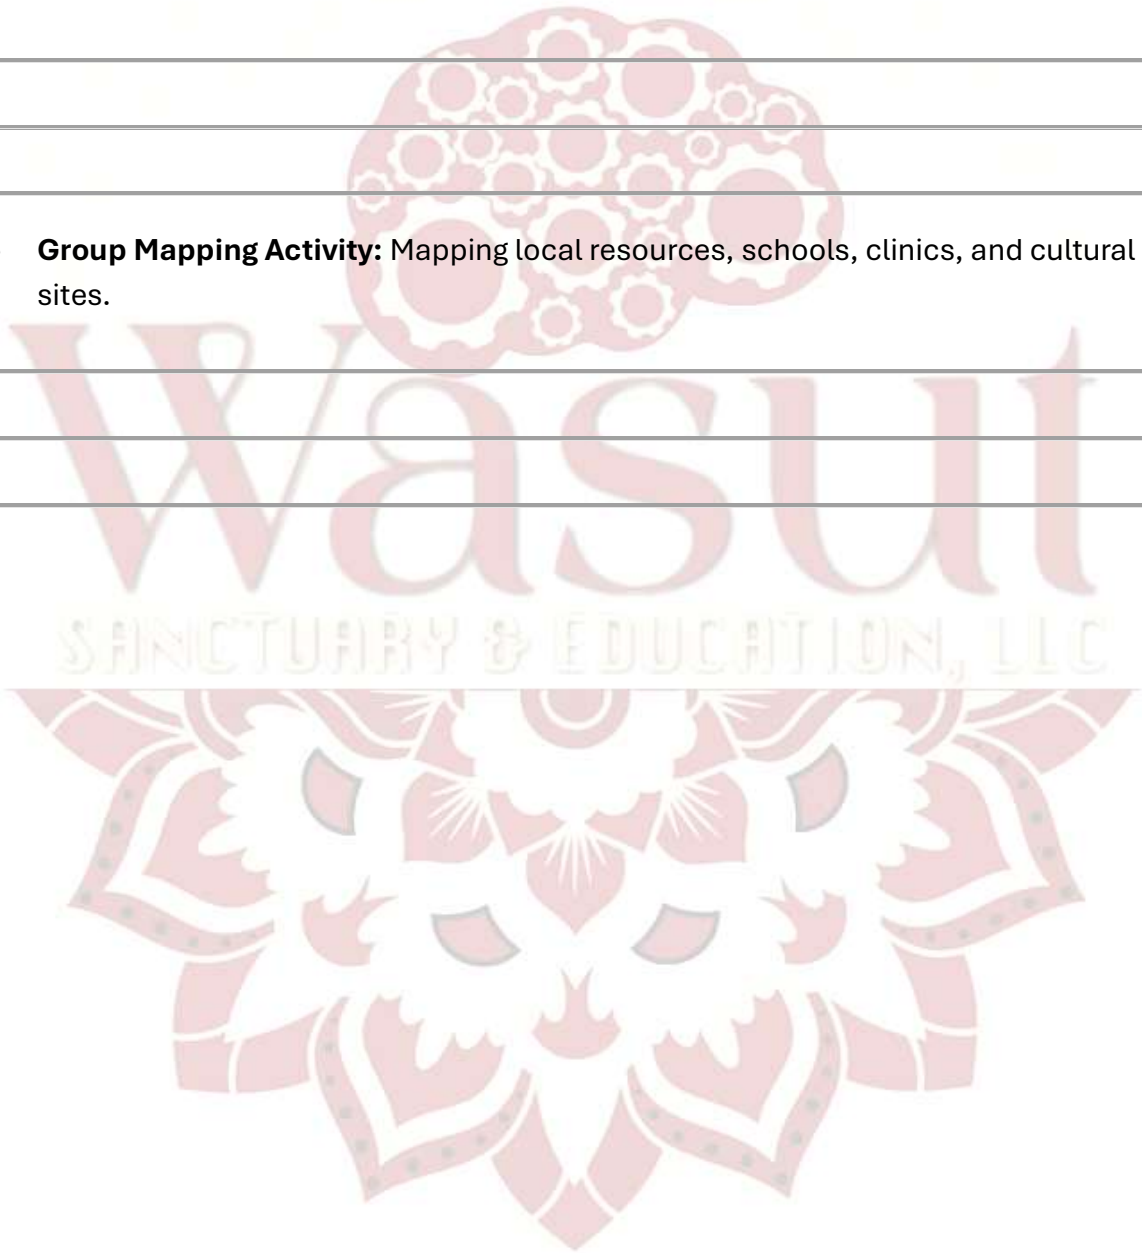 Group Mapping Activity: Mapping local resources, schools, clinics, and cultural
sites.
Wasut
SANCTUARY & EDUCATION, LLC